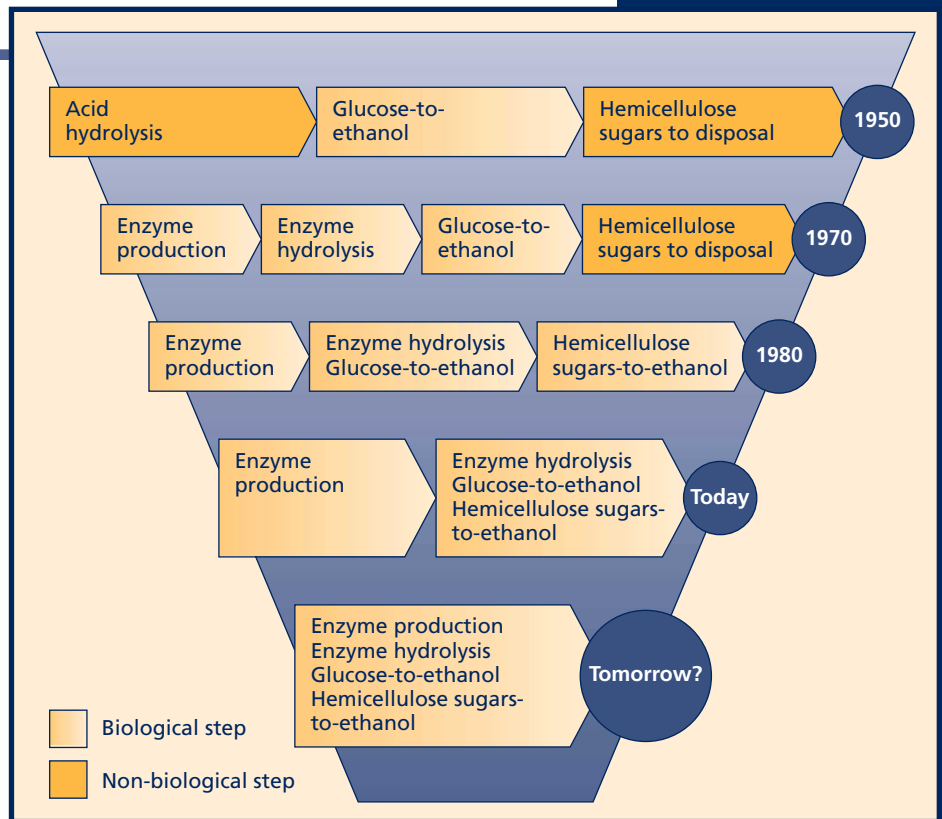 Acid
hydrolysis
Glucose-to-
ethanol
Hemicellulose
sugars to disposal
1950
Enzyme
production
Enzyme
hydrolysis
Glucose-to-
ethanol
Hemicellulose
sugars to disposal
1970
Enzyme
production
Enzyme hydrolysis
Glucose-to-ethanol
Hemicellulose
sugars-to-ethanol
1980
Enzyme
production
Enzyme hydrolysis
Glucose-to-ethanol
Hemicellulose sugars-
to-ethanol
Today
Enzyme production
Enzyme hydrolysis
Glucose-to-ethanol
Hemicellulose sugars-
to-ethanol
Tomorrow?
Biological step
Non-biological step